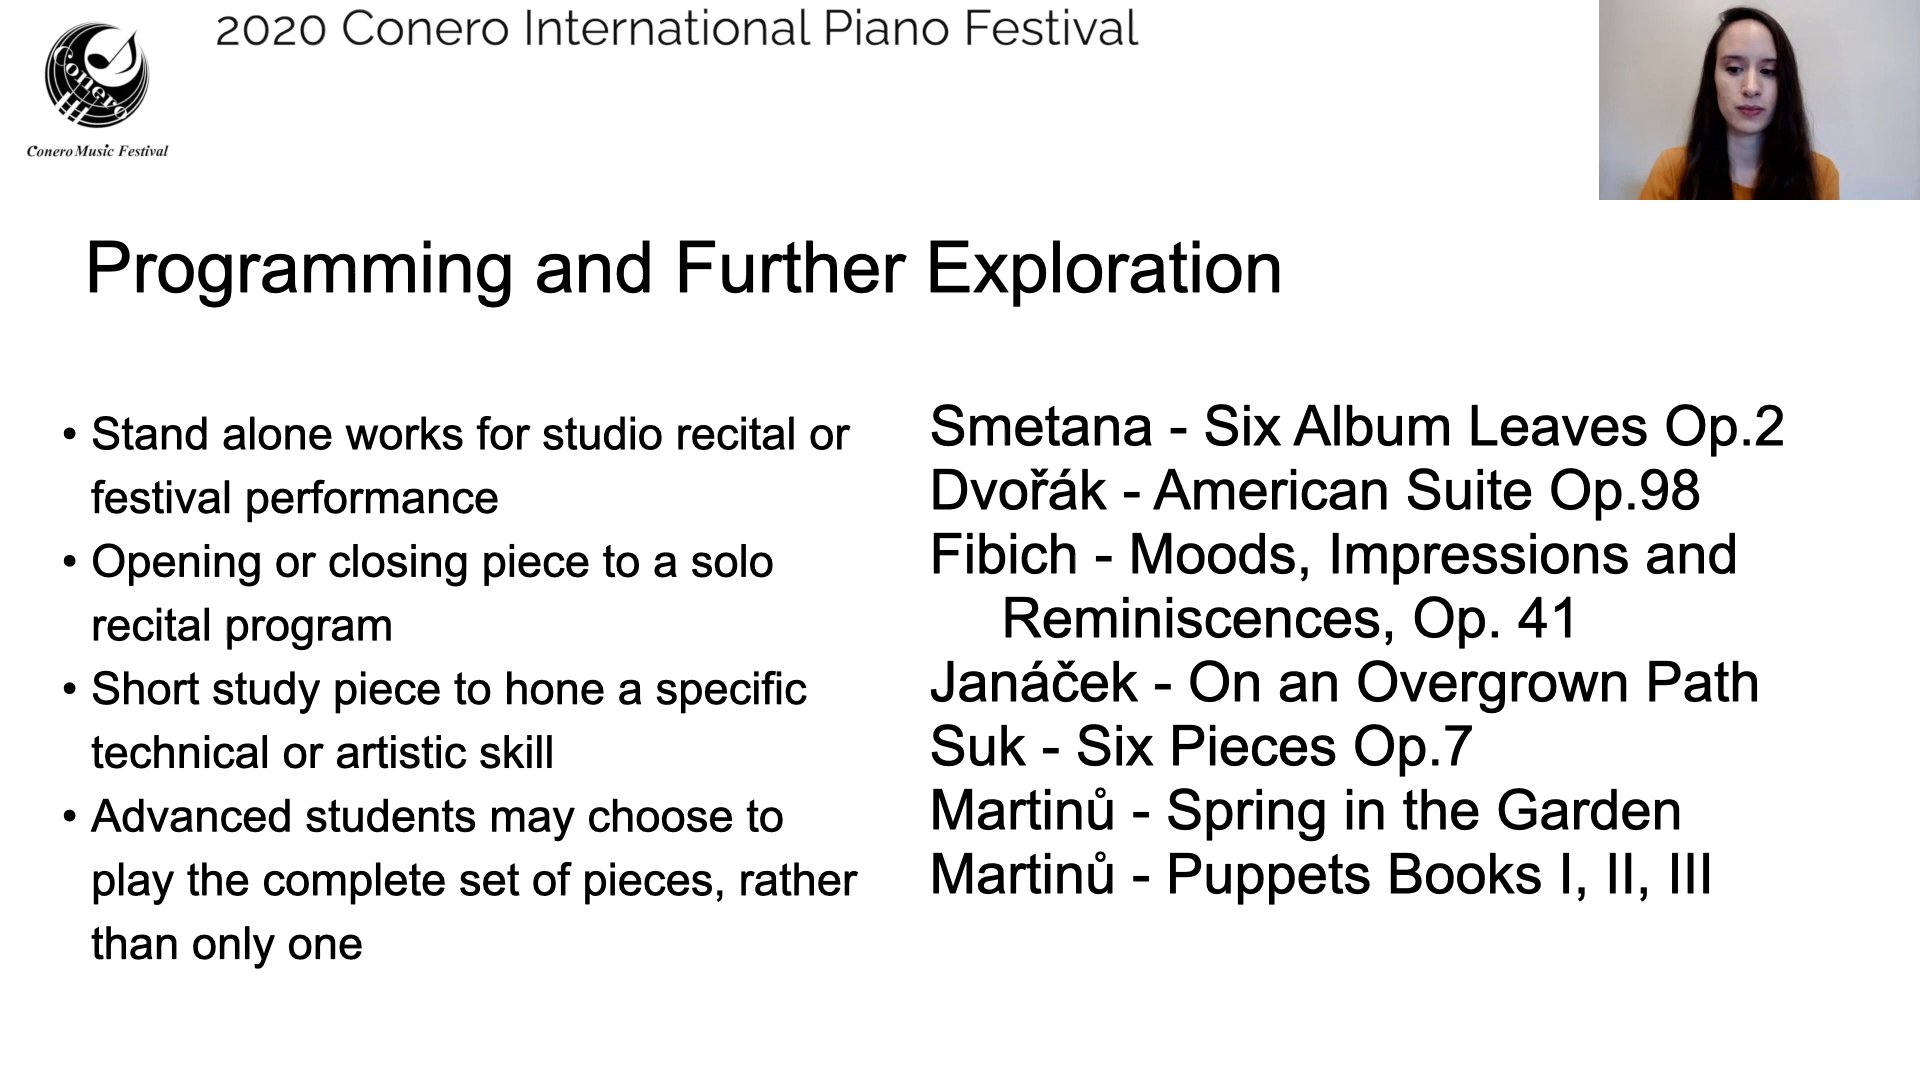 2020 Conero International Piano Festival
Conero
Conero Music Festival
Programming and Further Exploration
• Stand alone works for studio recital or
festival performance
• Opening or closing piece to a solo
recital program
• Short study piece to hone a specific
technical or artistic skill
• Advanced students may choose to
play the complete set of pieces, rather
than only one
Smetana - Six Album Leaves Op.2
Dvořák - American Suite Op.98
Fibich - Moods, Impressions and
Reminiscences, Op. 41
Janáček - On an Overgrown Path
Suk - Six Pieces Op.7
Martinů - Spring in the Garden
Martinů - Puppets Books I, II, III